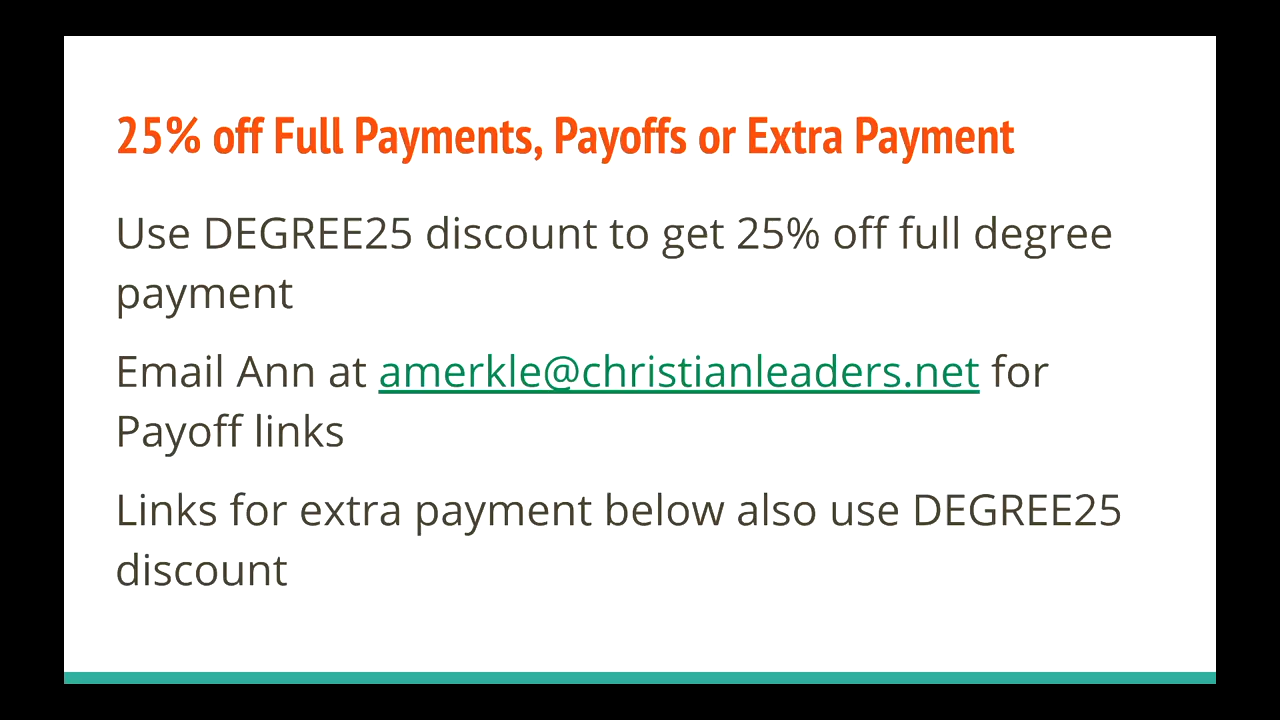 25% off Full Payments, Payoffs or Extra Payment
Use DEGREE25 discount to get 25% off full degree
payment
Email Ann at amerkle@christianleaders.net for
Payoff links
Links for extra payment below also use DEGREE25
discount